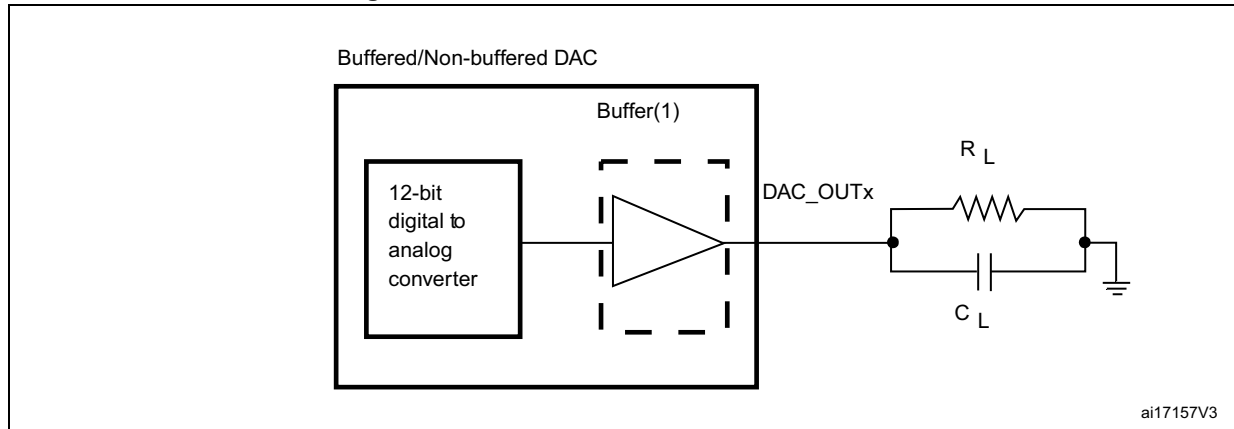 Buffered/Non-buffered DAC
Buffer(1)
12-bit
digital to
analog
converter
DAC_OUTx
R L
C L
ai17157V3